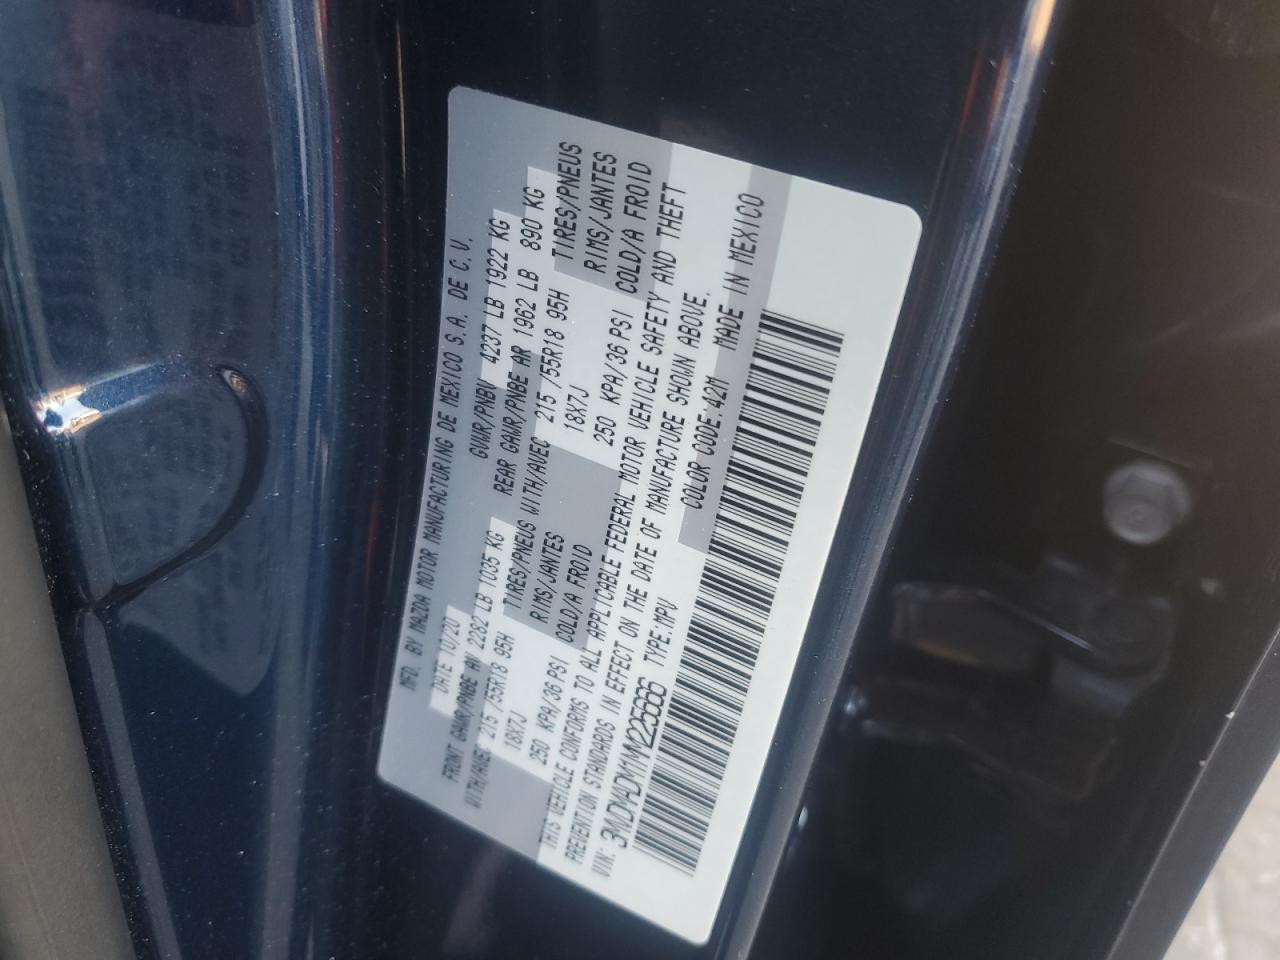 MFD. BY MAZDA MOTOR MANUFACTURING DE MEXICO S.A. DE C.V.
DATE 10/20 GVWR/PNBV 4237 LB 1922 KG
FRONT GAWR/PNBE AV 2282 LB 1035 KG REAR GAWR/PNBE AR 1962 LB 890 KG
WITH/AVEC 215 /55R18 95H TIRES/PNEUS WITH/AVEC 215 /55R18 95H TIRES/PNEUS
18X7J RIMS/JANTES 18X7J RIMS/JANTES
250 KPA/36 PSI COLD/A FROID 250 KPA/36 PSI COLD/A FROID
THIS VEHICLE CONFORMS TO ALL APPLICABLE FEDERAL MOTOR VEHICLE SAFETY AND THEFT
PREVENTION STANDARDS IN EFFECT ON THE DATE OF MANUFACTURE SHOWN ABOVE.
VIN: TYPE:MPV COLOR CODE:42M MADE IN MEXICO